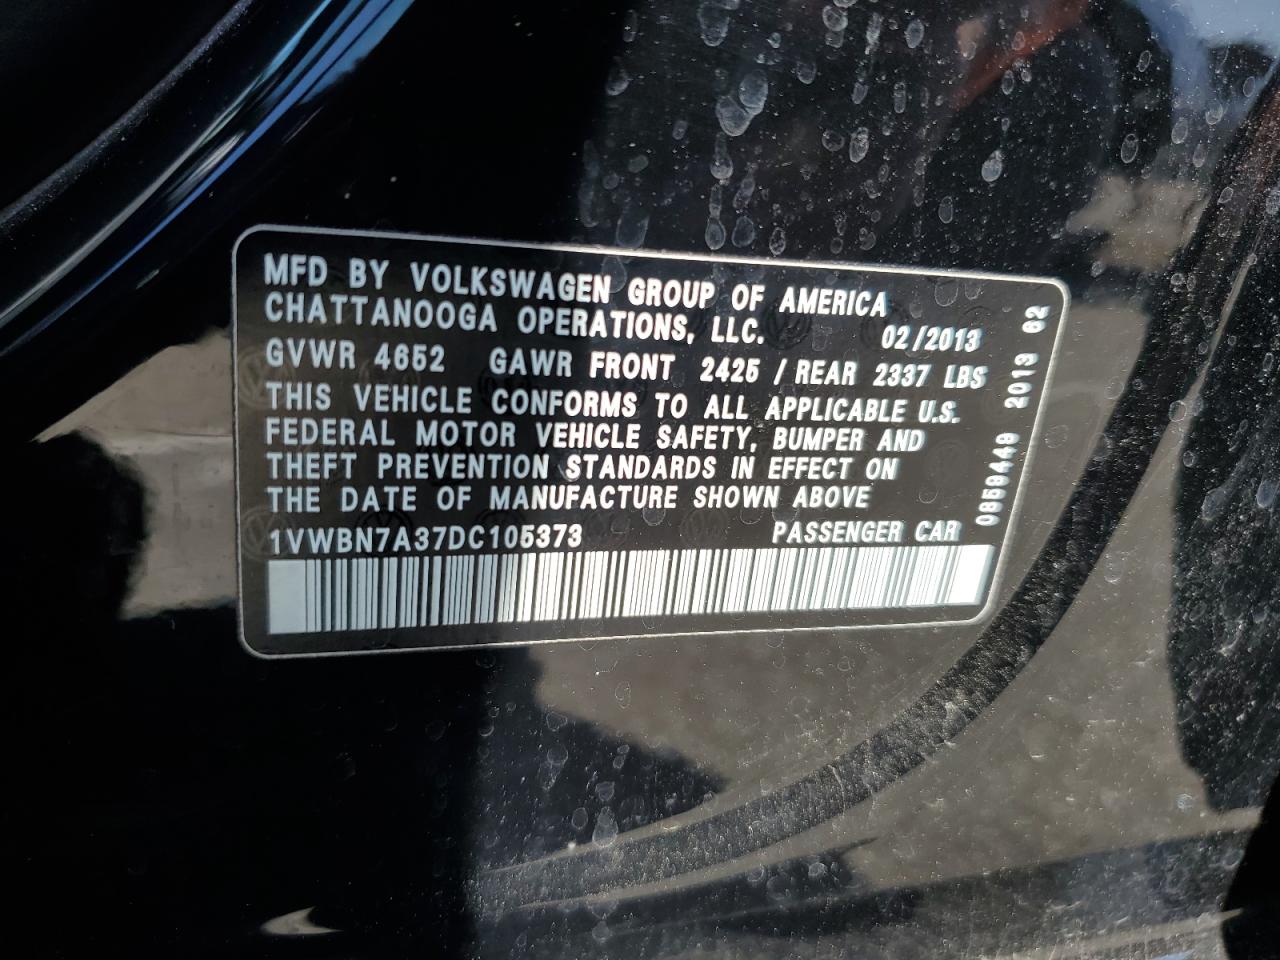 MFD BY VOLKSWAGEN GROUP OF AMERICA
CHATTANOOGA OPERATIONS, LLC. 02/2013
GVWR 4652 GAWR FRONT 2425 / REAR 2337 LBS
THIS VEHICLE CONFORMS TO ALL APPLICABLE U.S.
FEDERAL MOTOR VEHICLE SAFETY, BUMPER AND
THEFT PREVENTION STANDARDS IN EFFECT ON
THE DATE OF MANUFACTURE SHOWN ABOVE
1VWBN7A37DC105373 PASSENGER CAR
0859449 2013 62